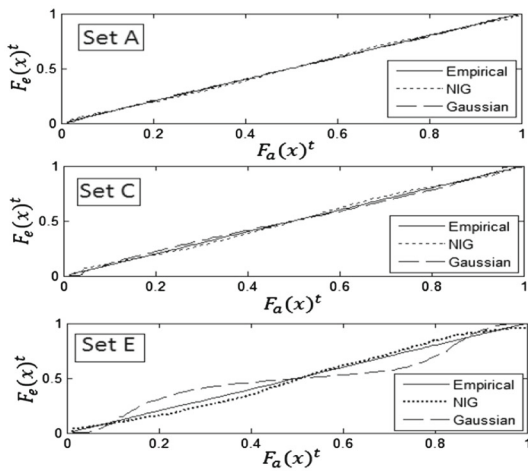 Set A
F_e(x)^t
1
0.5
0
0.2
0.4
0.6
0.8
1
F_a(x)^t
Empirical
NIG
Gaussian
Set C
F_e(x)^t
1
0.5
0
0
0.2
0.4
0.6
0.8
1
F_a(x)^t
Empirical
NIG
Gaussian
Set E
F_e(x)^t
1
0.5
0
0
0.2
0.4
0.6
0.8
1
F_a(x)^t
Empirical
NIG
Gaussian